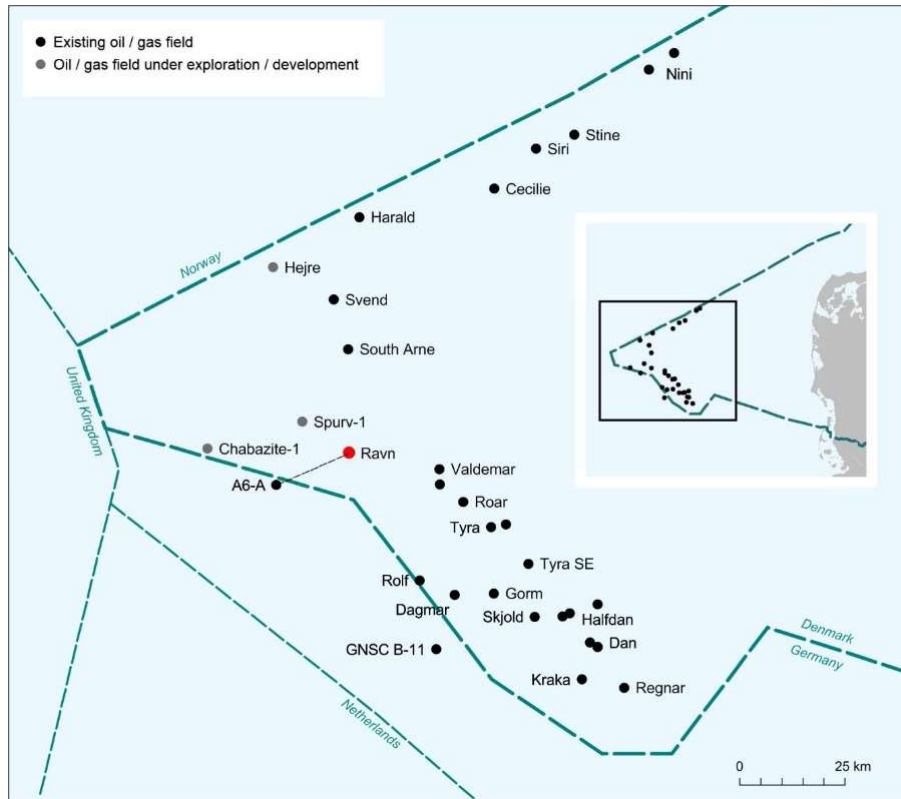 Existing oil / gas field
Oil / gas field under exploration / development
Nini
Stine
Siri
Cecilie
Harald
Norway
Hejre
Svend
South Arne
United Kingdom
Spurv-1
Chabazite-1
Ravn
A6-A
Valdemar
Roar
Tyra
Tyra SE
Rolf
Dagmar
Gorm
Skjold
Halfdan
GNSC B-11
Dan
Kraka
Regnar
Denmark
Germany
Netherlands
0 25 km